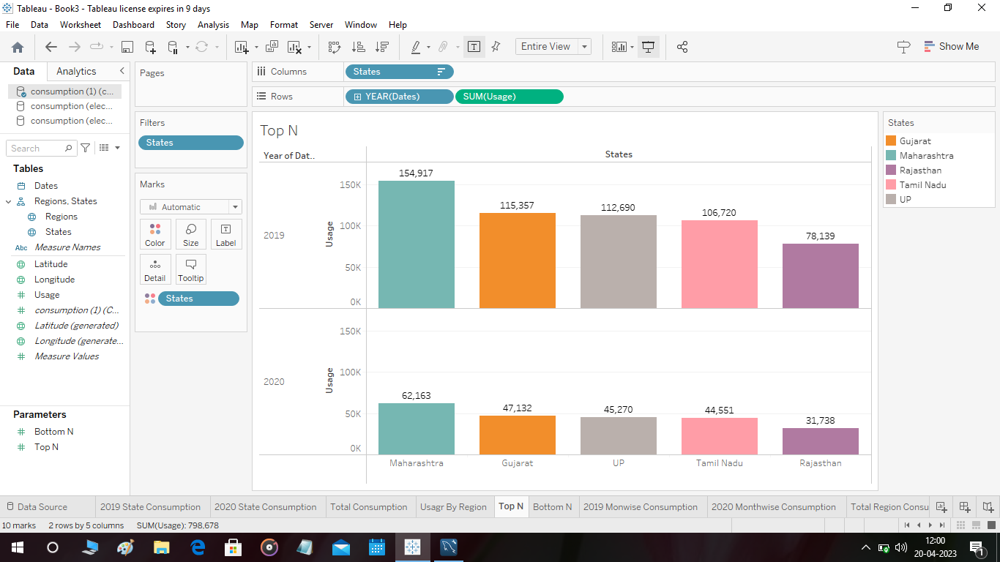 Tableau - Book3 - Tableau license expires in 9 days
File Data Worksheet Dashboard Story Analysis Map Format Server Window Help
Entire View
Show Me
Data Analytics
consumption (1) (c...
consumption (elec...
consumption (elec...
Search
Tables
Dates
Regions, States
Regions
States
Abc Measure Names
Latitude
Longitude
Usage
consumption (1) (C...
Latitude (generated)
Longitude (generate...
Measure Values
Parameters
Bottom N
Top N
Pages
Filters
States
Marks
Automatic
Color Size Label
Detail Tooltip
States
Columns States
Rows YEAR(Dates) SUM(Usage)
Top N
Year of Dat.. States
2019
Usage
150K
100K
50K
0K
154,917 115,357 112,690 106,720 78,139
2020
Usage
150K
100K
50K
0K
62,163 47,132 45,270 44,551 31,738
Maharashtra Gujarat UP Tamil Nadu Rajasthan
States
Gujarat
Maharashtra
Rajasthan
Tamil Nadu
UP
Data Source 2019 State Consumption 2020 State Consumption Total Consumption Usagr By Region Top N Bottom N 2019 Monwise Consumption 2020 Monthwise Consumption Total Region Consu
10 marks 2 rows by 5 columns SUM(Usage): 798,678
12:00
20-04-2023
1